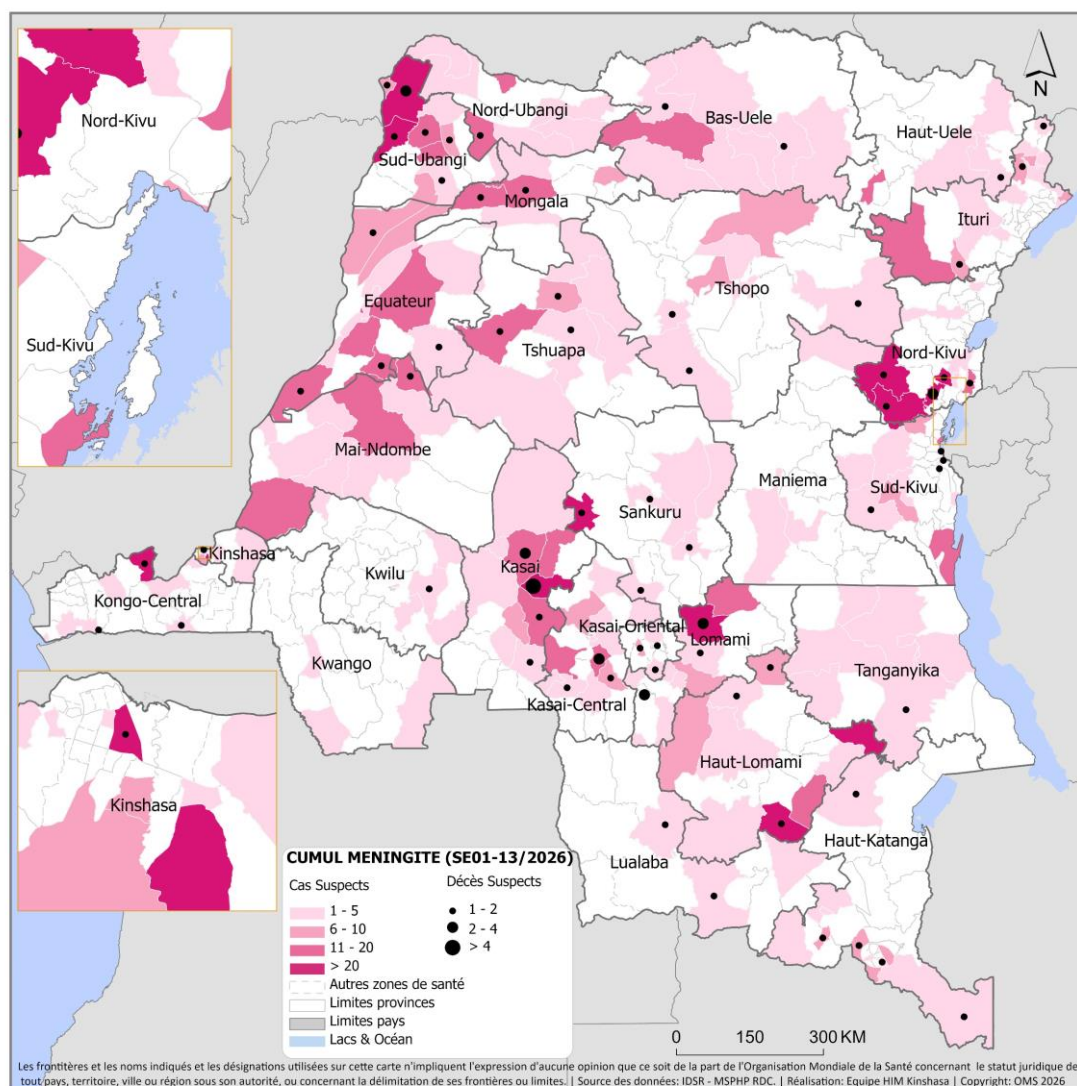 Nord-Kivu
Sud-Kivu
N
Nord-Ubangi
Bas-Uele
Haut-Uele
Sud-Ubangi
Mongala
Ituri
Equateur
Tshopo
Tshuapa
Nord-Kivu
Mai-Ndombe
Maniema
Sud-Kivu
Sankuru
Kinshasa
Kwilu
Kasai
Kongo-Central
Kasai-Oriental
Lomami
Kwango
Tanganyika
Kasai-Central
Haut-Lomami
Kinshasa
Lualaba
Haut-Katanga
CUMUL MENINGITE (SE01-13/2026)
Cas Suspects
Décès Suspects
1 - 5
1 - 2
6 - 10
2 - 4
11 - 20
> 4
> 20
Autres zones de santé
Limites provinces
Limites pays
Lacs & Océan
0 150 300 KM
Les frontitères et les noms indiqués et les désignations utilisées sur cette carte n'impliquent l'expression d'aucune opinion que ce soit de la part de l'Organisation Mondiale de la Santé concernant le statut juridique de
tout pays, territoire, ville ou région sous son autorité, ou concernant la délimitation de ses frontières ou limites. | Source des données: IDSR - MSPHP RDC. | Réalisation: Equipe HIM Kinshasa | Copyright OMS 2026